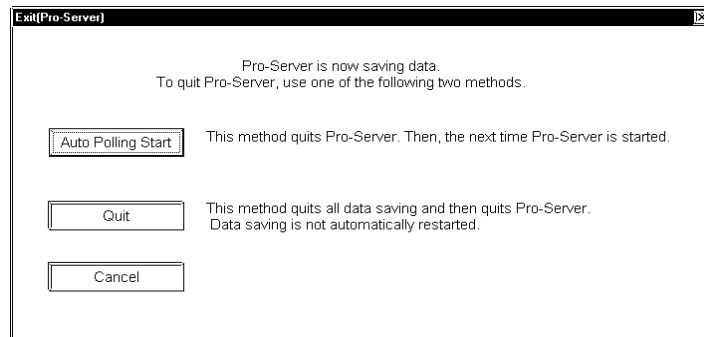 Exit(Pro-Server)
Pro-Server is now saving data.
To quit Pro-Server, use one of the following two methods.
Auto Polling Start
This method quits Pro-Server. Then, the next time Pro-Server is started.
Quit
This method quits all data saving and then quits Pro-Server.
Data saving is not automatically restarted.
Cancel